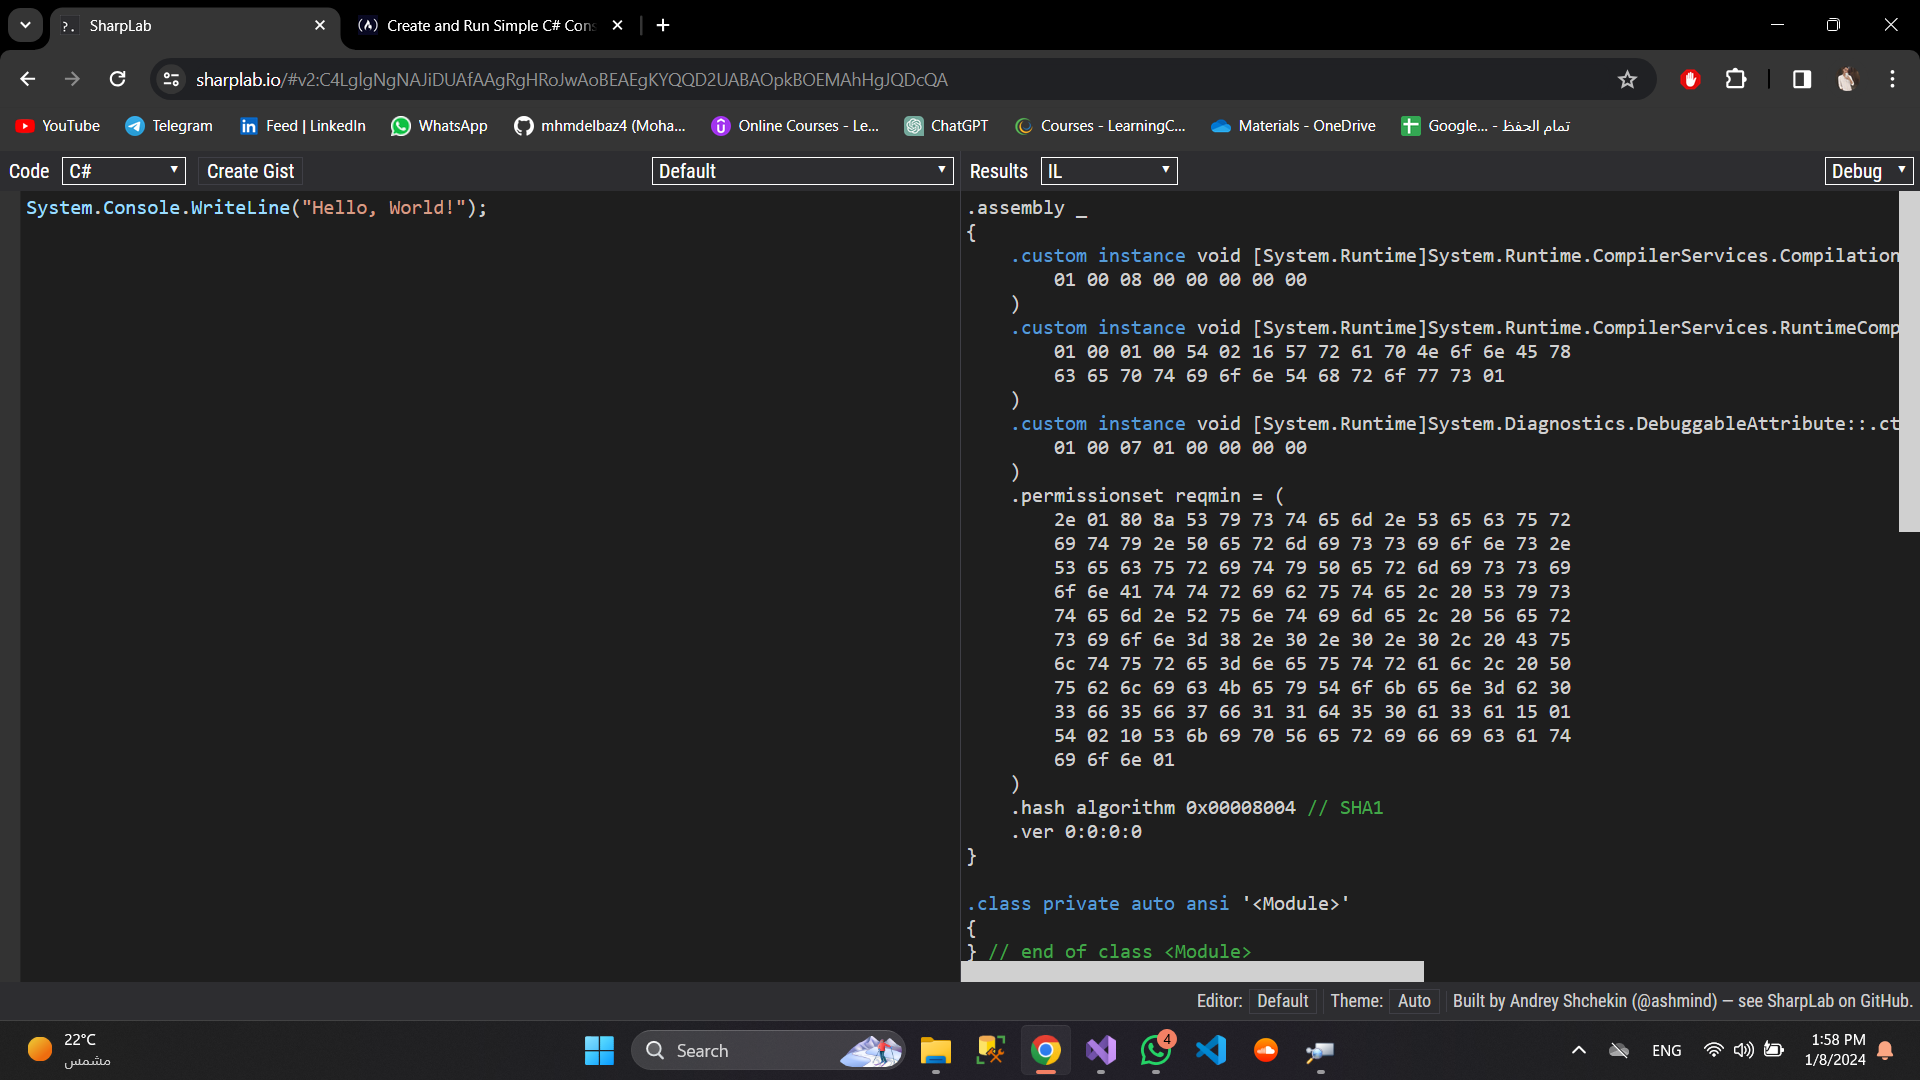 SharpLab
Create and Run Simple C# Cons
sharplab.io/#v2:C4LglgNgNAJiDUAfAAgRgHRoJwAoBEAEgKYQQD2UABAOpkBOEMAhHgJQDcQA
YouTube
Telegram
Feed | LinkedIn
WhatsApp
mhmdelbaz4 (Moha...
Online Courses - Le...
ChatGPT
Courses - LearningC...
Materials - OneDrive
Google... - تمام الحفظ
Code C# Create Gist Default Results IL Debug
System.Console.WriteLine("Hello, World!");
.assembly _
{
.custom instance void [System.Runtime]System.Runtime.CompilerServices.Compilation
01 00 08 00 00 00 00 00
)
.custom instance void [System.Runtime]System.Runtime.CompilerServices.RuntimeComp
01 00 01 00 54 02 16 57 72 61 70 4e 6f 6e 45 78
63 65 70 74 69 6f 6e 54 68 72 6f 77 73 01
)
.custom instance void [System.Runtime]System.Diagnostics.DebuggableAttribute::.ct
01 00 07 01 00 00 00 00
)
.permissionset reqmin = (
2e 01 80 8a 53 79 73 74 65 6d 2e 53 65 63 75 72
69 74 79 2e 50 65 72 6d 69 73 73 69 6f 6e 73 2e
53 65 63 75 72 69 74 79 50 65 72 6d 69 73 73 69
6f 6e 41 74 74 72 69 62 75 74 65 2c 20 53 79 73
74 65 6d 2e 52 75 6e 74 69 6d 65 2c 20 56 65 72
73 69 6f 6e 3d 38 2e 30 2e 30 2e 30 2c 20 43 75
6c 74 75 72 65 3d 6e 65 75 74 72 61 6c 2c 20 50
75 62 6c 69 63 4b 65 79 54 6f 6b 65 6e 3d 62 30
33 66 35 66 37 66 31 31 64 35 30 61 33 61 15 01
54 02 10 53 6b 69 70 56 65 72 69 66 69 63 61 74
69 6f 6e 01
)
.hash algorithm 0x00008004 // SHA1
.ver 0:0:0:0
}
.class private auto ansi '<Module>'
{
} // end of class <Module>
Editor: Default Theme: Auto Built by Andrey Shchekin (@ashmind) — see SharpLab on GitHub.
22°C
مشمس
Search
4
ENG
1:58 PM
1/8/2024